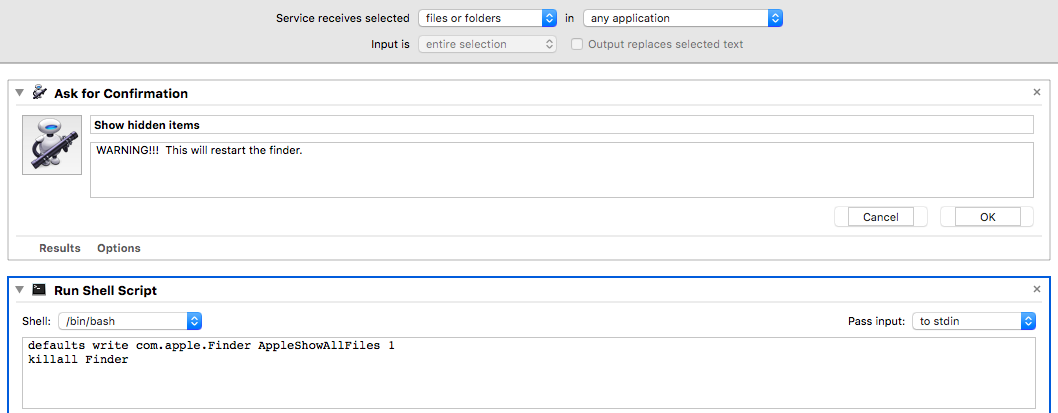 Service receives selected files or folders in any application
Input is entire selection Output replaces selected text
Ask for Confirmation
Show hidden items
WARNING!!!  This will restart the finder.
Cancel OK
Results Options
Run Shell Script
Shell: /bin/bash Pass input: to stdin
defaults write com.apple.Finder AppleShowAllFiles 1
killall Finder